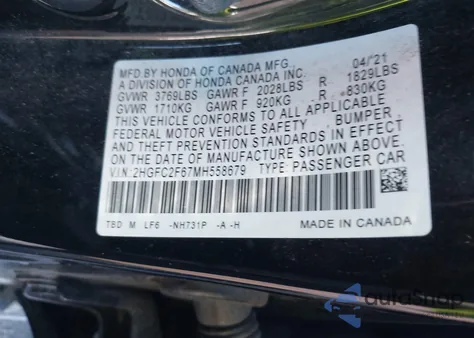 MFD.BY HONDA OF CANADA MFG. 04/'21
A DIVISION OF HONDA CANADA INC.
GVWR 3769LBS GAWR F 2028LBS R 1829LBS
GVWR 1710KG GAWR F 920KG R 830KG
THIS VEHICLE CONFORMS TO ALL APPLICABLE
FEDERAL MOTOR VEHICLE SAFETY , BUMPER,
AND THEFT PREVENTION STANDARDS IN EFFECT
ON THE DATE OF MANUFACTURE SHOWN ABOVE.
V.I.N: 2HGFC2F67MH558679 TYPE: PASSENGER CAR
TBD M LF6 -NH731P -A -H
MADE IN CANADA
autoShop